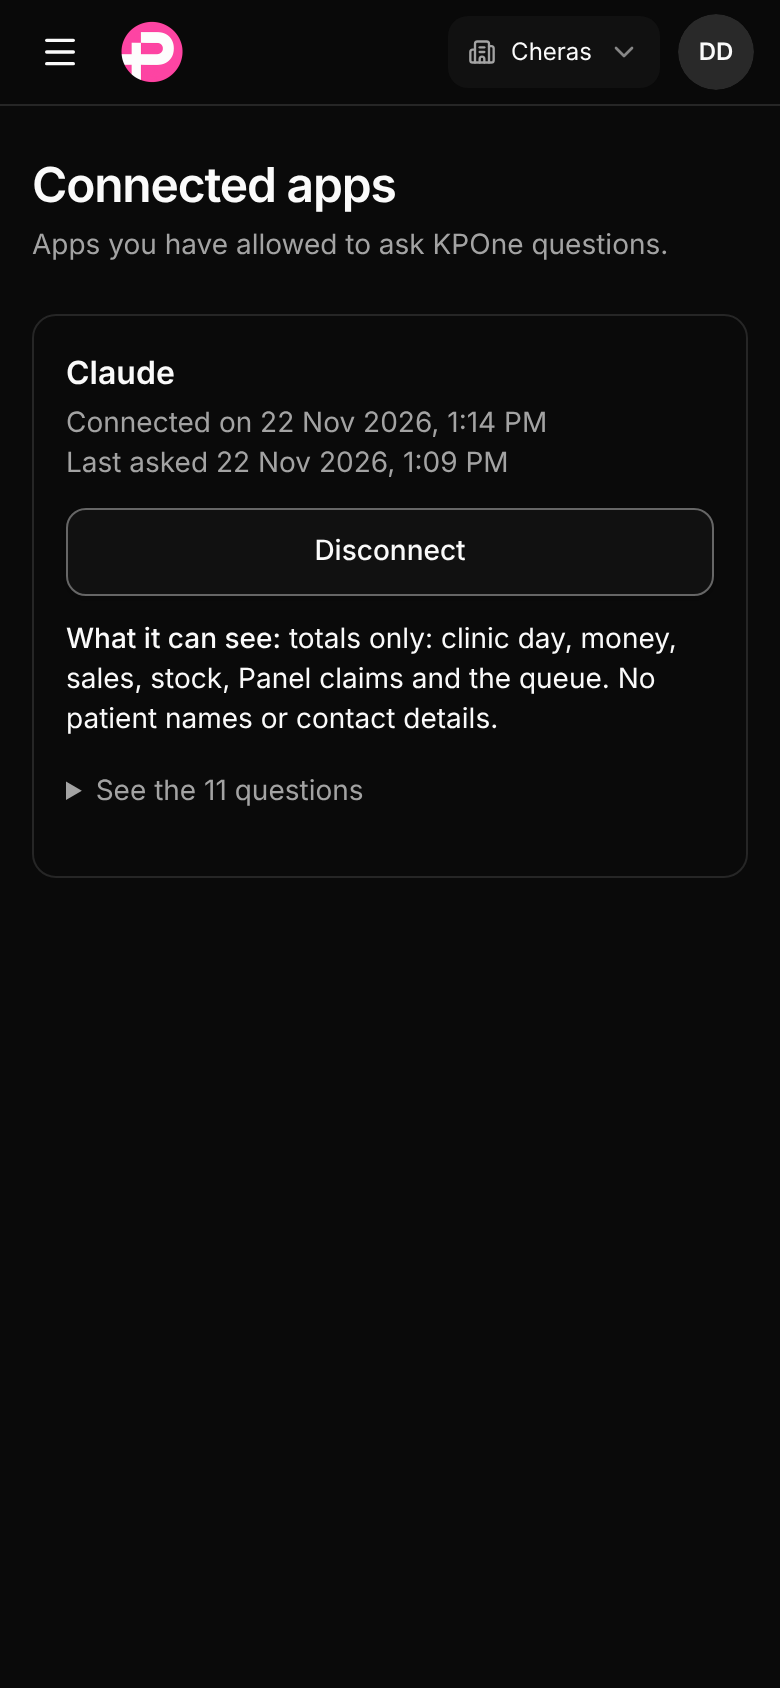 Cheras
DD
Connected apps
Apps you have allowed to ask KPOne questions.
Claude
Connected on 22 Nov 2026, 1:14 PM
Last asked 22 Nov 2026, 1:09 PM
Disconnect
What it can see: totals only: clinic day, money,
sales, stock, Panel claims and the queue. No
patient names or contact details.
See the 11 questions